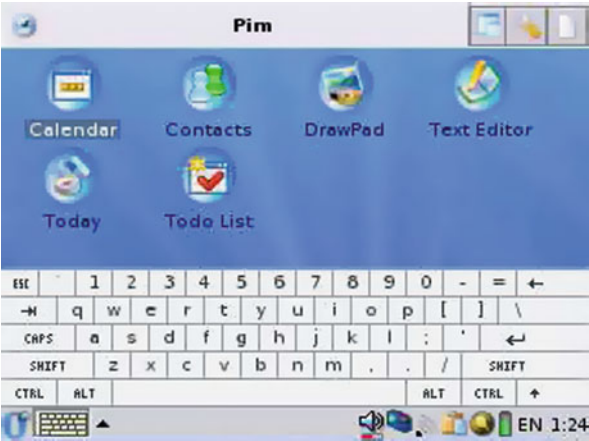 Pim
Calendar Contacts DrawPad Text Editor
Today Todo List
ESC ` 1 2 3 4 5 6 7 8 9 0 - = ←
q w e r t y u i o p [ ] \
CAPS a s d f g h j k l ; ' 
SHIFT z x c v b n m , . / SHIFT
CTRL ALT ALT CTRL ↑
EN 1:24